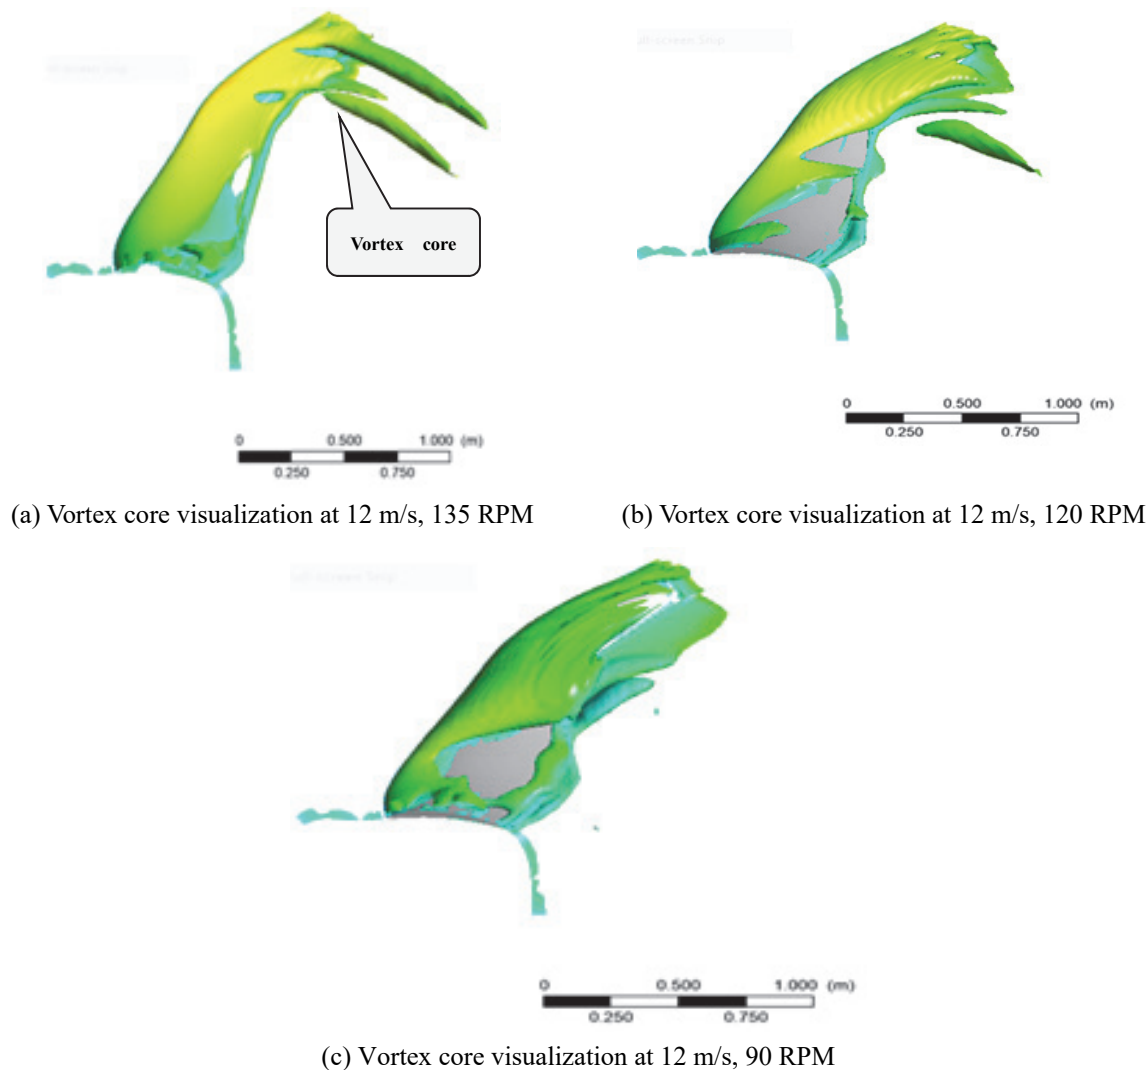 Vortex core
0 0.500 1.000 (m)
0.250 0.750
0 0.500 1.000 (m)
0.250 0.750
(a) Vortex core visualization at 12 m/s, 135 RPM
(b) Vortex core visualization at 12 m/s, 120 RPM
0 0.500 1.000 (m)
0.250 0.750
(c) Vortex core visualization at 12 m/s, 90 RPM